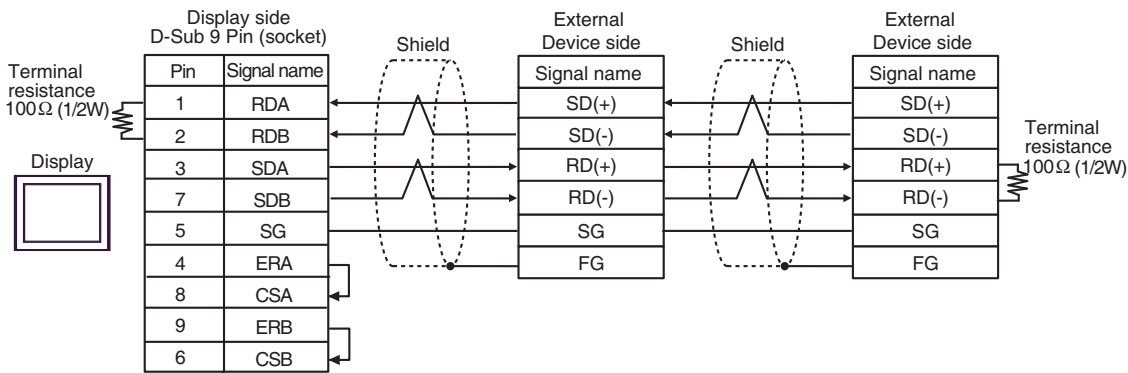 Display side
D-Sub 9 Pin (socket)
External
Device side
External
Device side
Shield
Shield
Terminal
resistance
100Ω (1/2W)
Display
Pin Signal name
1 RDA
2 RDB
3 SDA
7 SDB
5 SG
4 ERA
8 CSA
9 ERB
6 CSB
Signal name
SD(+)
SD(-)
RD(+)
RD(-)
SG
FG
Signal name
SD(+)
SD(-)
RD(+)
RD(-)
SG
FG
Terminal
resistance
100Ω (1/2W)